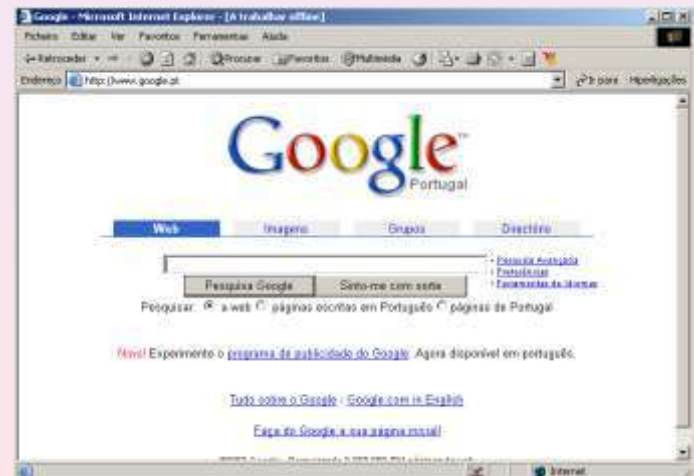 Google - Microsoft Internet Explorer - [A trabalhar offline]
Ficheiro Editar Ver Favoritos Ferramentas Ajuda
Retroceder Procurar Favoritos Multimédia
Endereço http://www.google.pt Ir para Hiperligações
Google™
Portugal
Web Imagens Grupos Directório
Pesquisa Avançada
Preferências
Ferramentas de Idiomas
Pesquisa Google Sinto-me com sorte
Pesquisar: a web páginas escritas em Português páginas de Portugal
Novo! Experimente o programa de publicidade do Google. Agora disponível em português.
Tudo sobre o Google - Google.com in English
Faça do Google a sua página inicial!
Internet